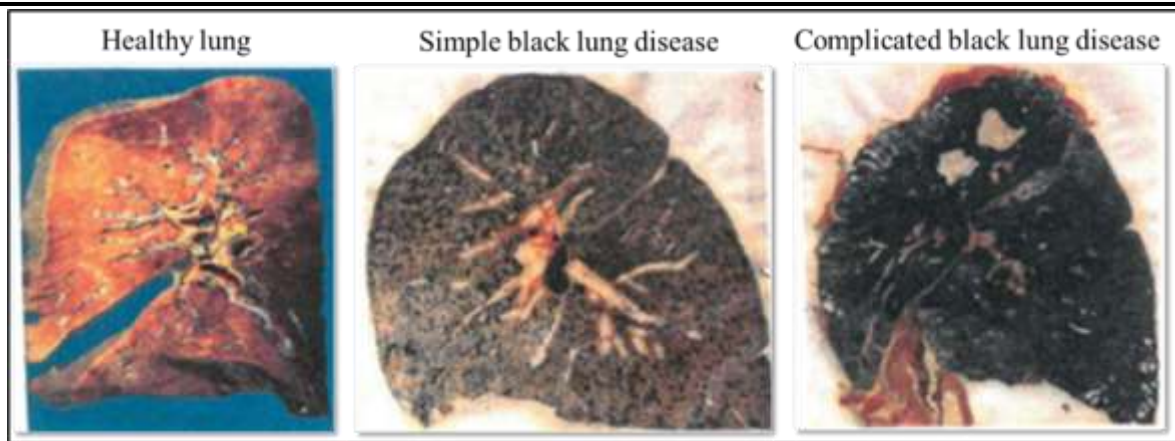 Healthy lung
Simple black lung disease
Complicated black lung disease